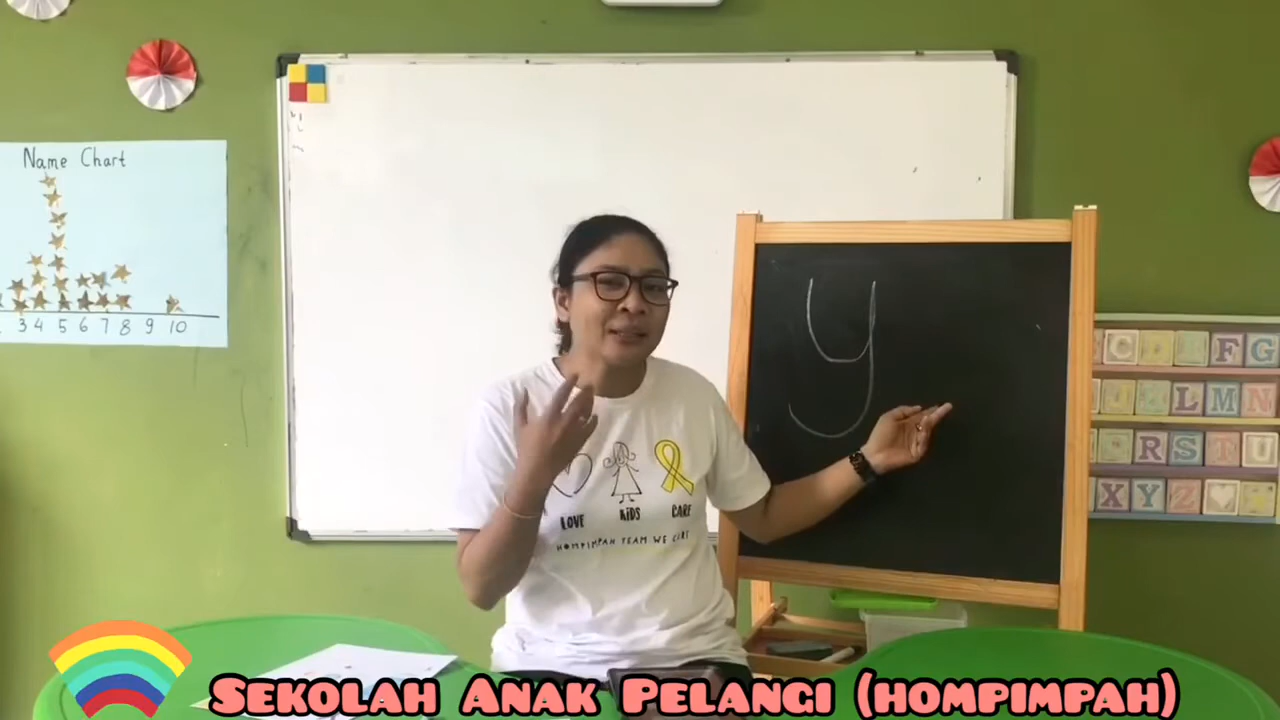 Name Chart
3 4 5 6 7 8 9 10
y
C D E F G
J L M N
R S T U
X Y Z
LOVE KiDS CARE
HOMPIMPAH TEAM WE CARE
SEKOLAH ANAK PELANGI (HOMPIMPAH)